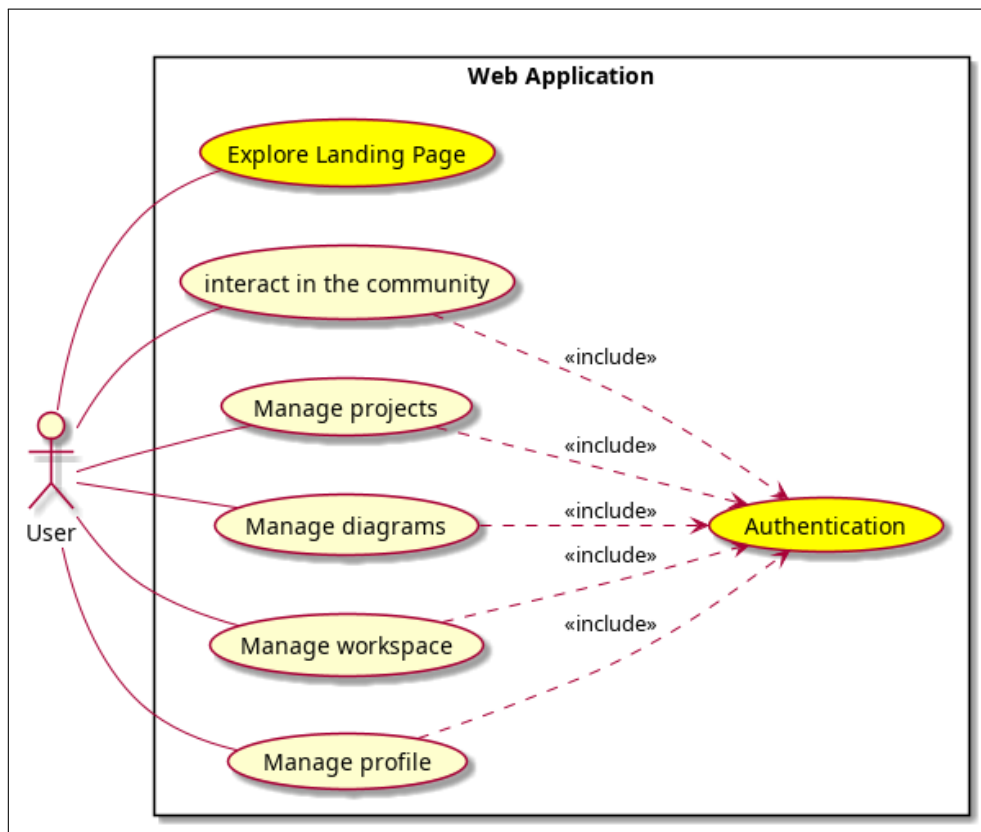 Web Application
Explore Landing Page
interact in the community
«include»
Manage projects
«include»
«include»
User
Manage diagrams
Authentication
«include»
Manage workspace
«include»
Manage profile